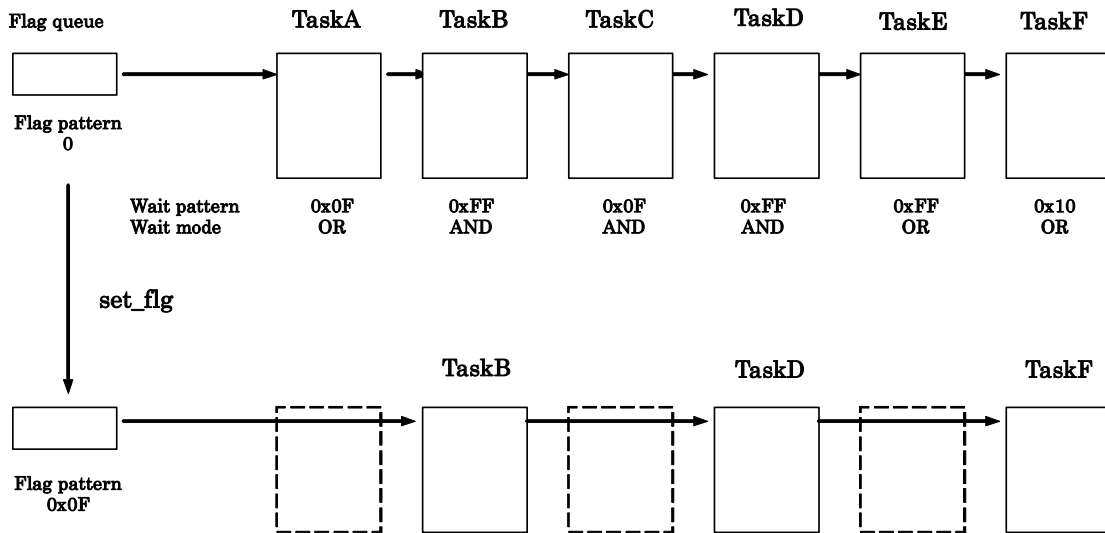 Flag queue
TaskA TaskB TaskC TaskD TaskE TaskF
Flag pattern
0
Wait pattern 0x0F 0xFF 0x0F 0xFF 0xFF 0x10
Wait mode OR AND AND AND OR OR
set_flg
TaskB TaskD TaskF
Flag pattern
0x0F